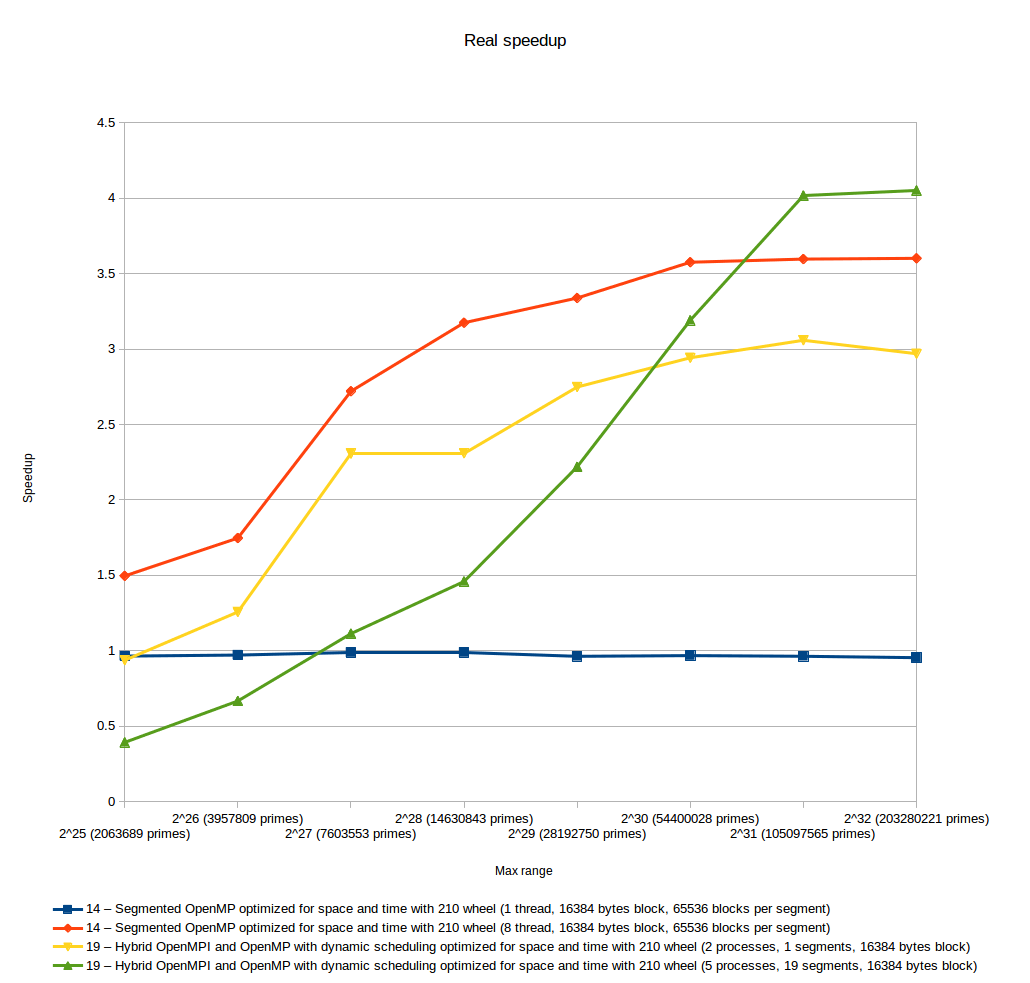 Real speedup
4.5
4
3.5
3
2.5
2
1.5
1
0.5
0
Speedup
2^25 (2063689 primes)
2^26 (3957809 primes)
2^27 (7603553 primes)
2^28 (14630843 primes)
2^29 (28192750 primes)
2^30 (54400028 primes)
2^31 (105097565 primes)
2^32 (203280221 primes)
Max range
14 – Segmented OpenMP optimized for space and time with 210 wheel (1 thread, 16384 bytes block, 65536 blocks per segment)
14 – Segmented OpenMP optimized for space and time with 210 wheel (8 thread, 16384 bytes block, 65536 blocks per segment)
19 – Hybrid OpenMPI and OpenMP with dynamic scheduling optimized for space and time with 210 wheel (2 processes, 1 segments, 16384 bytes block)
19 – Hybrid OpenMPI and OpenMP with dynamic scheduling optimized for space and time with 210 wheel (5 processes, 19 segments, 16384 bytes block)